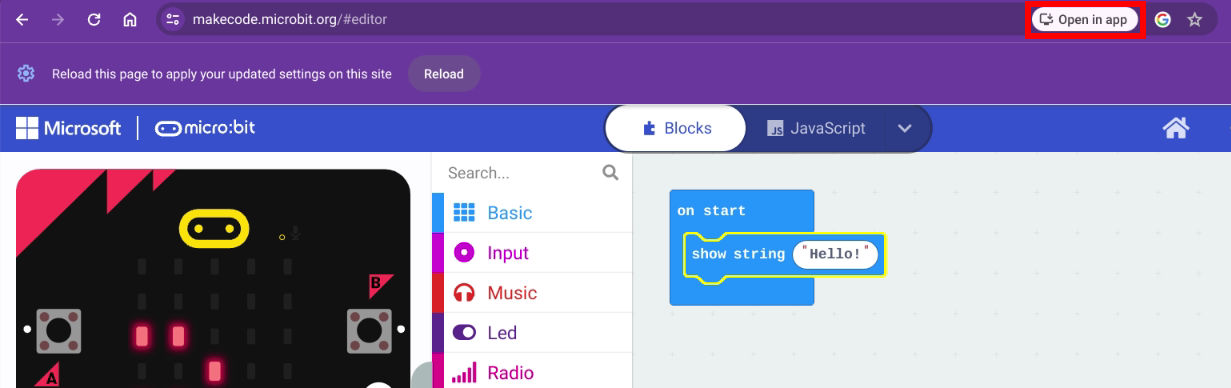 makecode.microbit.org/#editor
Open in app
Reload this page to apply your updated settings on this site
Reload
Microsoft
micro:bit
Blocks
JS
JavaScript
Search...
Basic
Input
Music
Led
Radio
on start
show string "Hello!"
B
A